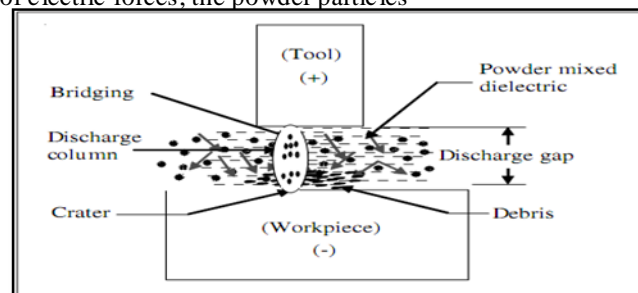 of electric forces, the powder particles
(Tool)
(+)
Powder mixed
dielectric
Bridging
Discharge
column
Discharge gap
Crater
Debris
(Workpiece)
(-)